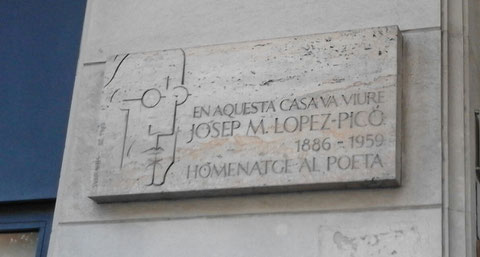 EN AQUESTA CASA VA VIURE
JOSEP M. LOPEZ-PICÓ
1886 - 1959
HOMENATGE AL POETA